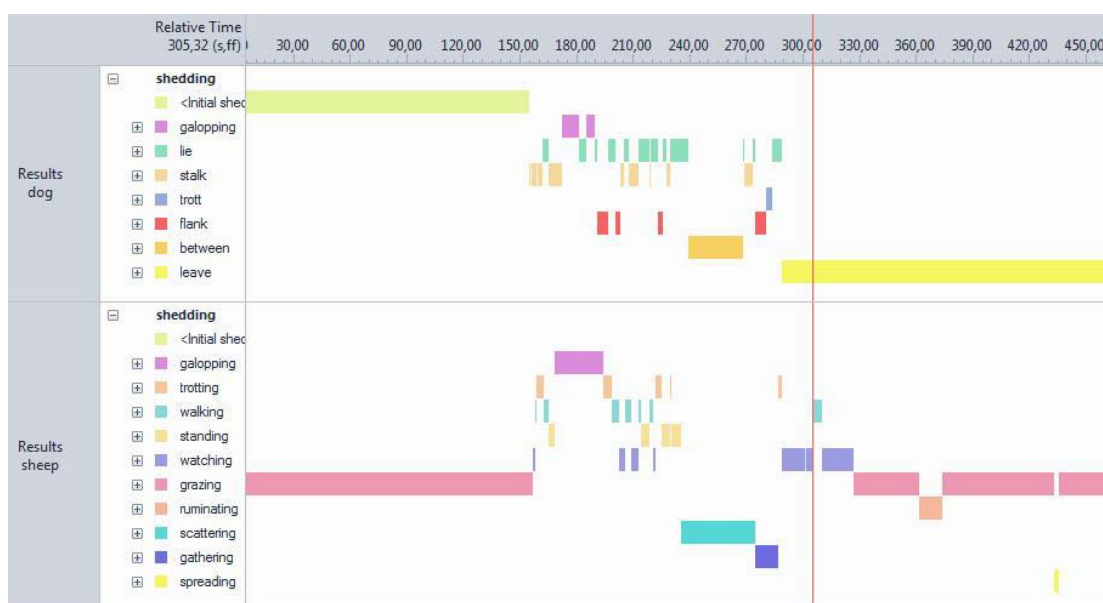 Relative Time
305,32 (s,ff) 30,00 60,00 90,00 120,00 150,00 180,00 210,00 240,00 270,00 300,00 330,00 360,00 390,00 420,00 450,00
Results
dog
shedding
<Initial shed
galopping
lie
stalk
trott
flank
between
leave
Results
sheep
shedding
<Initial shed
galopping
trotting
walking
standing
watching
grazing
ruminating
scattering
gathering
spreading